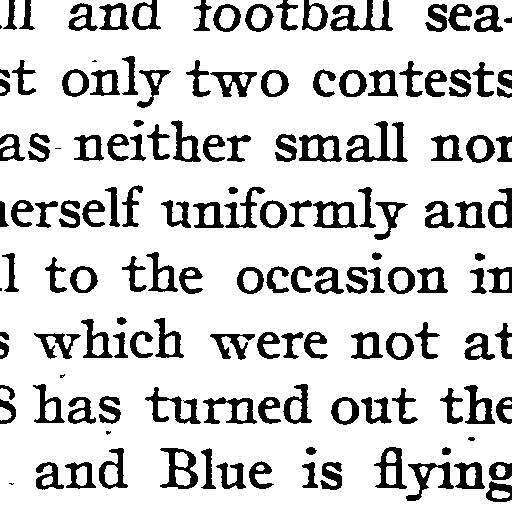 ll and football sea-
st only two contests
as neither small nor
herself uniformly and
l to the occasion in
s which were not at
8 has turned out the
and Blue is flying